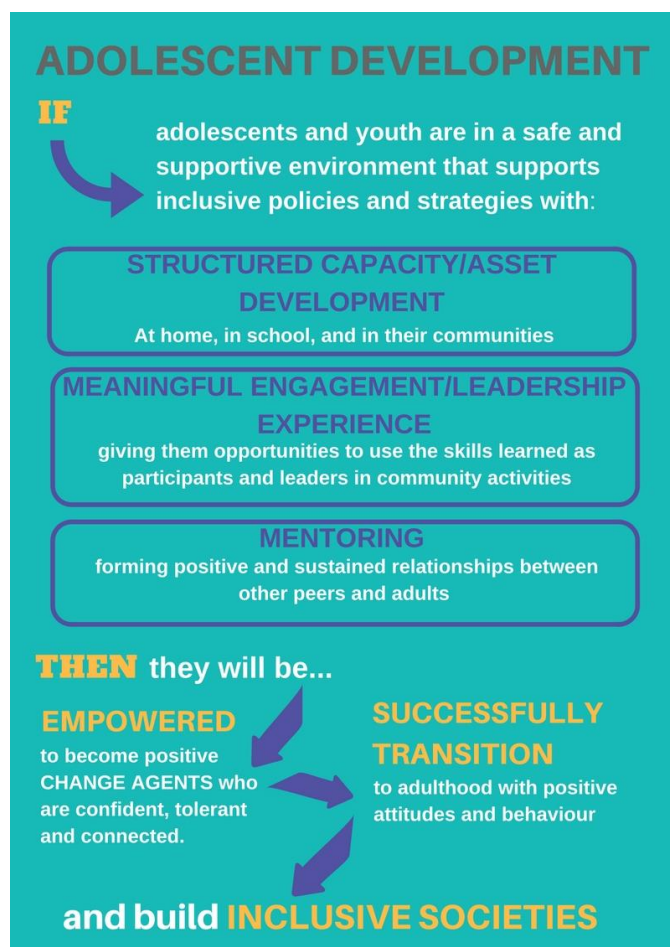 ADOLESCENT DEVELOPMENT
IF
adolescents and youth are in a safe and
supportive environment that supports
inclusive policies and strategies with:
STRUCTURED CAPACITY/ASSET
DEVELOPMENT
At home, in school, and in their communities
MEANINGFUL ENGAGEMENT/LEADERSHIP
EXPERIENCE
giving them opportunities to use the skills learned as
participants and leaders in community activities
MENTORING
forming positive and sustained relationships between
other peers and adults
THEN they will be...
EMPOWERED
to become positive
CHANGE AGENTS who
are confident, tolerant
and connected.
SUCCESSFULLY
TRANSITION
to adulthood with positive
attitudes and behaviour
and build INCLUSIVE SOCIETIES